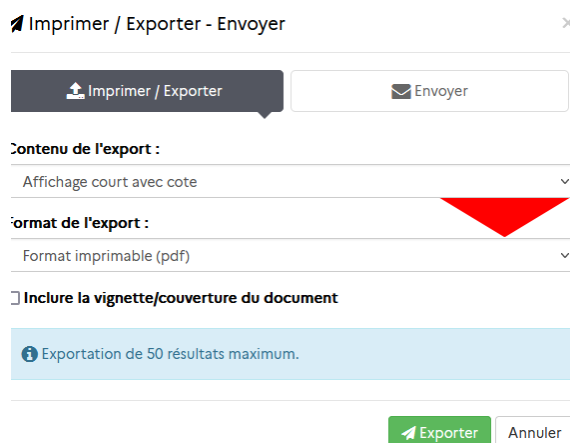 Imprimer / Exporter - Envoyer
Imprimer / Exporter
Envoyer
Contenu de l'export :
Affichage court avec cote
Format de l'export :
Format imprimable (pdf)
Inclure la vignette/couverture du document
Exportation de 50 résultats maximum.
Exporter
Annuler